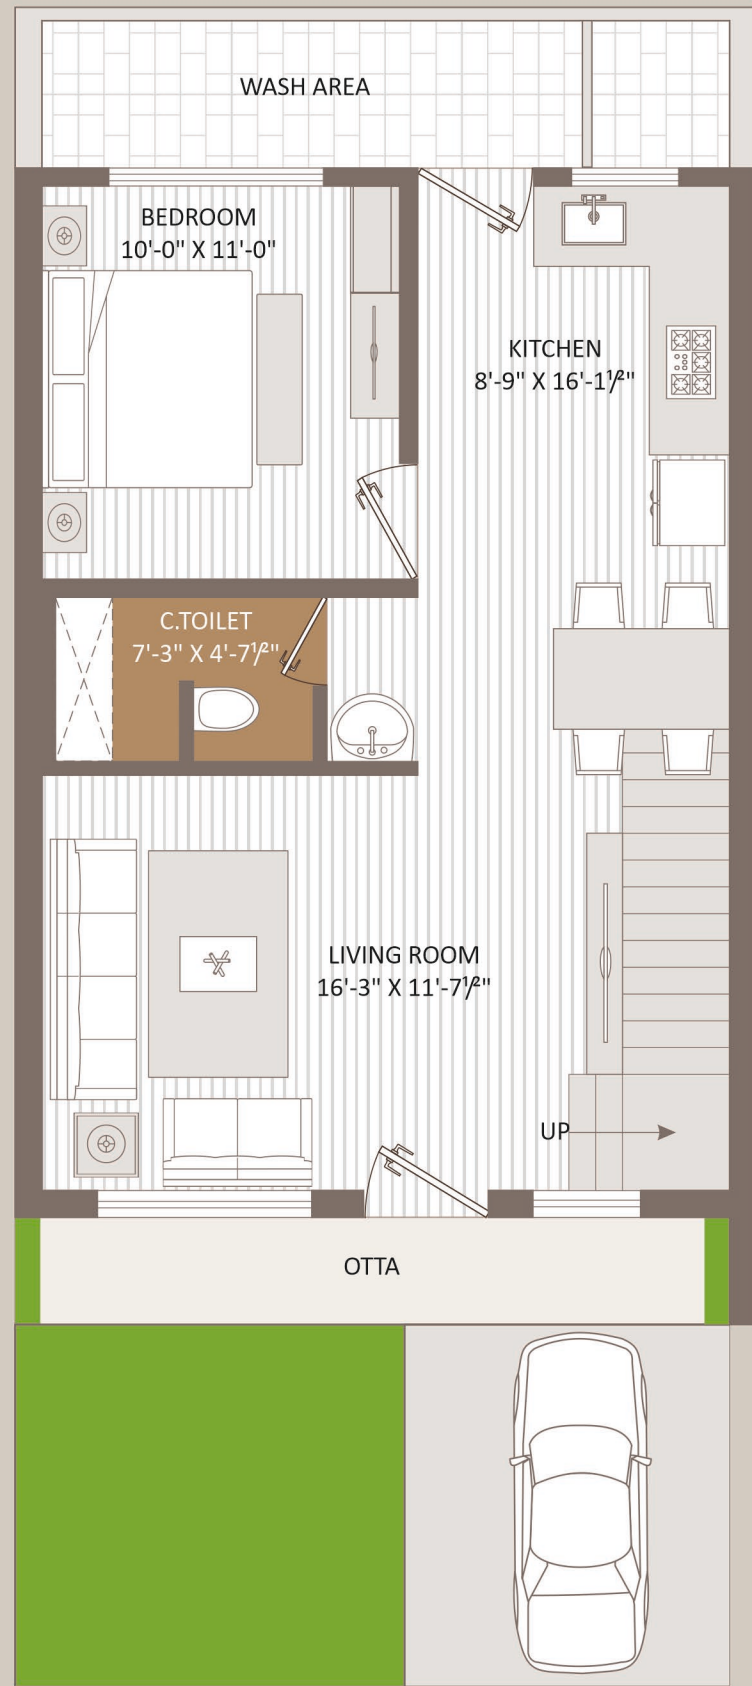 WASH AREA
BEDROOM
10'-0" X 11'-0"
KITCHEN
8'-9" X 16'-1½"
C.TOILET
7'-3" X 4'-7½"
LIVING ROOM
16'-3" X 11'-7½"
UP
OTTA